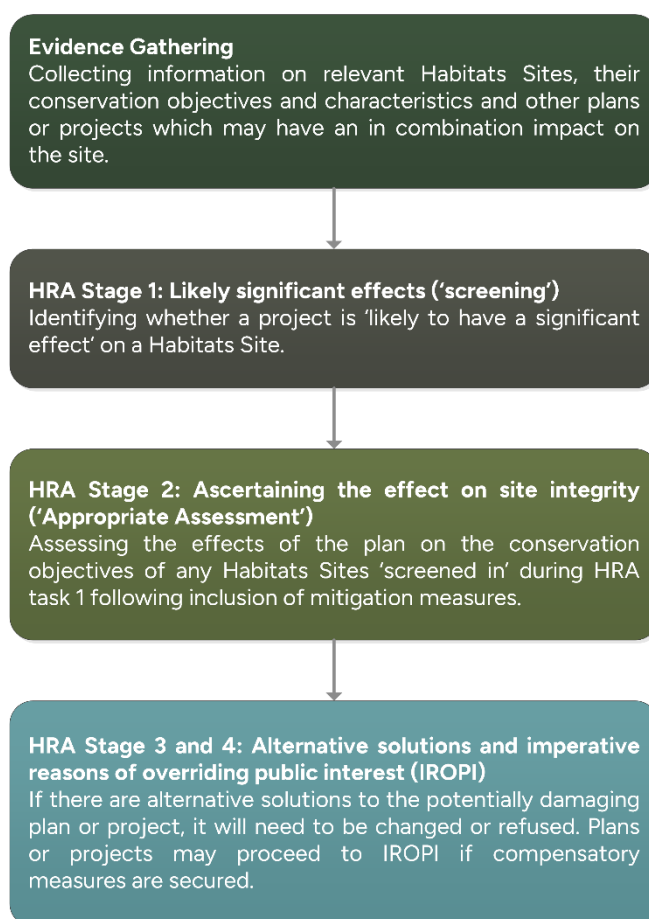 Evidence Gathering
Collecting information on relevant Habitats Sites, their
conservation objectives and characteristics and other plans
or projects which may have an in combination impact on
the site.
HRA Stage 1: Likely significant effects (‘screening’)
Identifying whether a project is ‘likely to have a significant
effect’ on a Habitats Site.
HRA Stage 2: Ascertaining the effect on site integrity
(‘Appropriate Assessment’)
Assessing the effects of the plan on the conservation
objectives of any Habitats Sites ‘screened in’ during HRA
task 1 following inclusion of mitigation measures.
HRA Stage 3 and 4: Alternative solutions and imperative
reasons of overriding public interest (IROPI)
If there are alternative solutions to the potentially damaging
plan or project, it will need to be changed or refused. Plans
or projects may proceed to IROPI if compensatory
measures are secured.